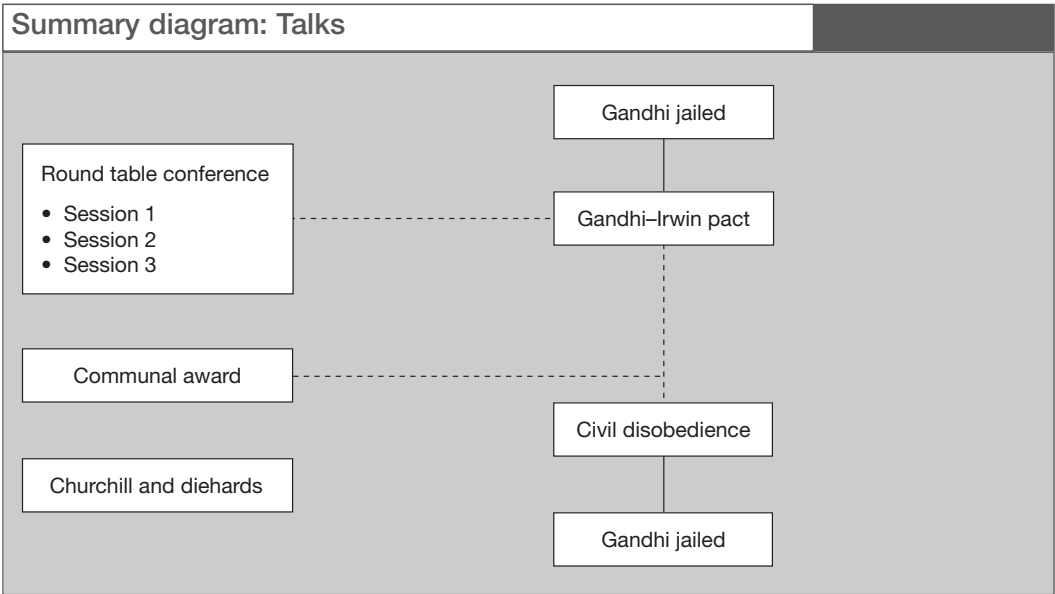 Summary diagram: Talks
Round table conference
• Session 1
• Session 2
• Session 3
Communal award
Churchill and diehards
Gandhi jailed
Gandhi–Irwin pact
Civil disobedience
Gandhi jailed